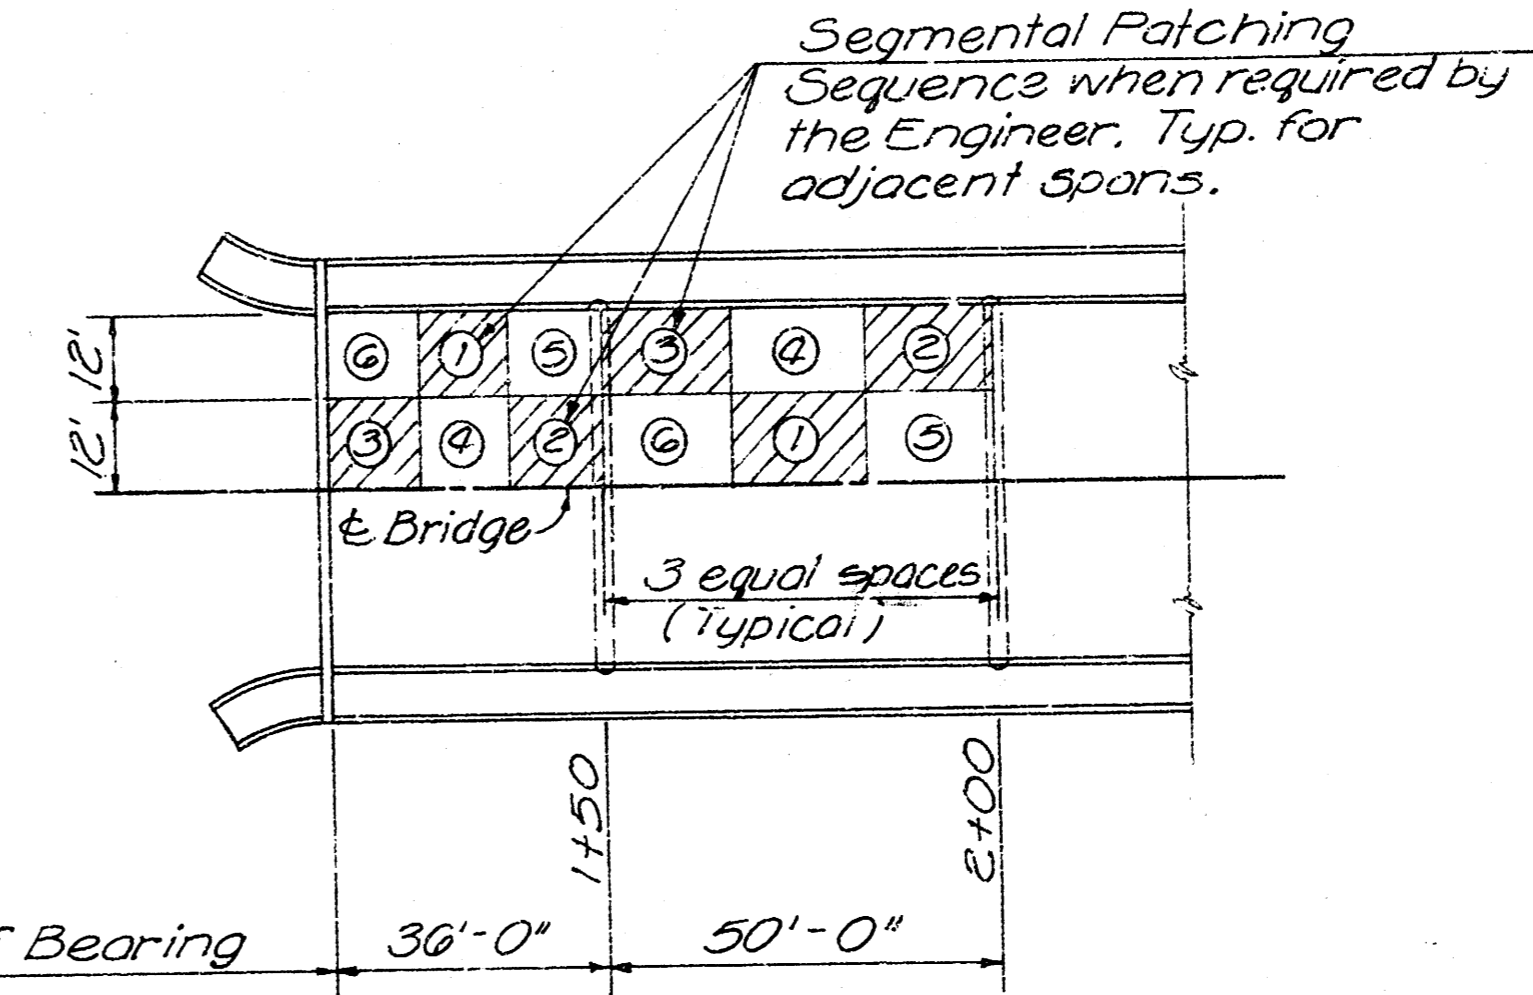 Segmental Patching
Sequence when required by
the Engineer. Typ. for
adjacent spans.
12'
6 1 5 3 4 2
12'
3 4 2 6 1 5
℄ Bridge
3 equal spaces
(Typical)
1+50
2+00
Bearing
36'-0"
50'-0"